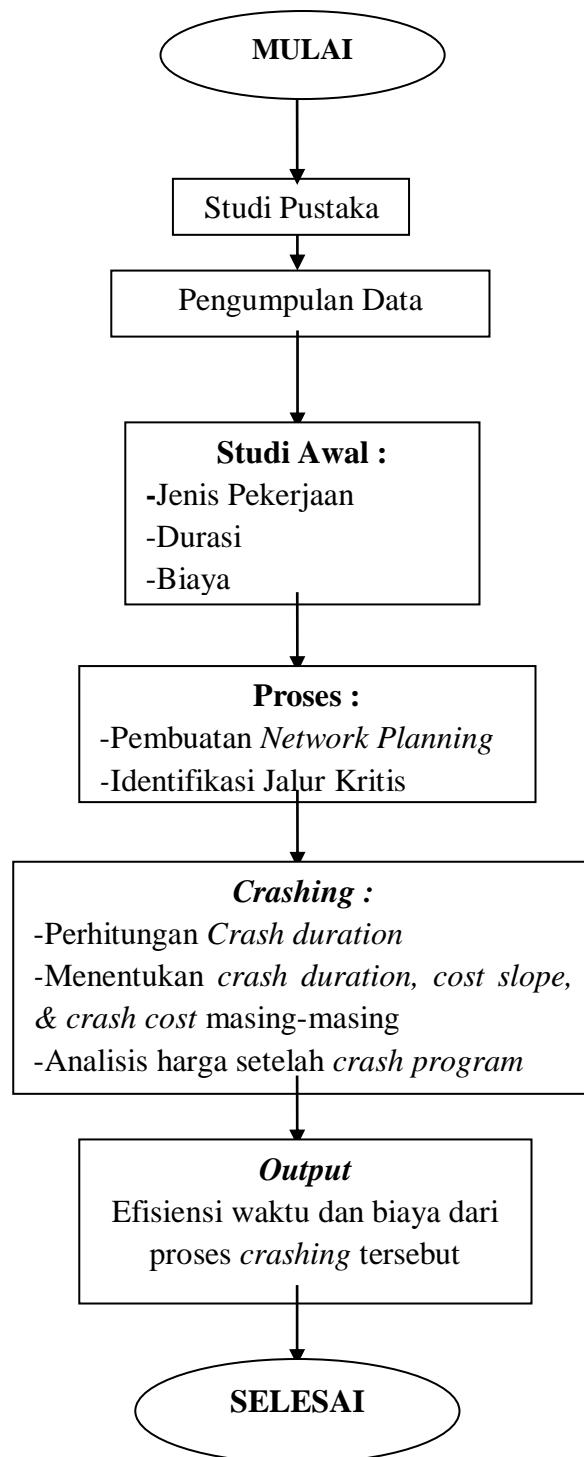 MULAI
Studi Pustaka
Pengumpulan Data
Studi Awal :
-Jenis Pekerjaan
-Durasi
-Biaya
Proses :
-Pembuatan Network Planning
-Identifikasi Jalur Kritis
Crashing :
-Perhitungan Crash duration
-Menentukan crash duration, cost slope,
& crash cost masing-masing
-Analisis harga setelah crash program
Output
Efisiensi waktu dan biaya dari
proses crashing tersebut
SELESAI